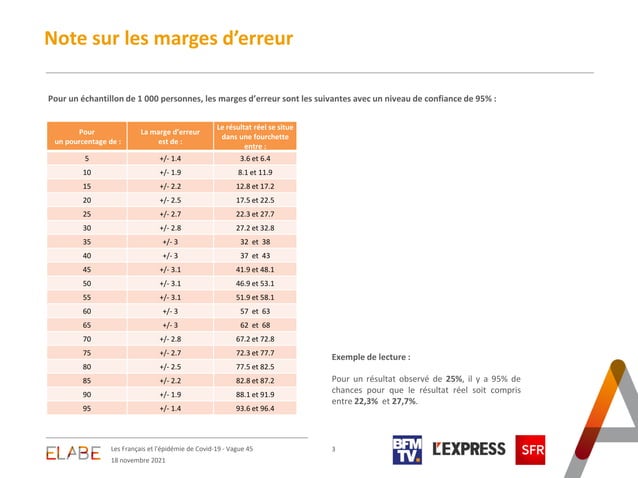 Note sur les marges d’erreur
Pour un échantillon de 1 000 personnes, les marges d’erreur sont les suivantes avec un niveau de confiance de 95% :
Pour
un pourcentage de :
La marge d’erreur
est de :
Le résultat réel se situe
dans une fourchette
entre :
5 +/- 1.4 3.6 et 6.4
10 +/- 1.9 8.1 et 11.9
15 +/- 2.2 12.8 et 17.2
20 +/- 2.5 17.5 et 22.5
25 +/- 2.7 22.3 et 27.7
30 +/- 2.8 27.2 et 32.8
35 +/- 3 32 et 38
40 +/- 3 37 et 43
45 +/- 3.1 41.9 et 48.1
50 +/- 3.1 46.9 et 53.1
55 +/- 3.1 51.9 et 58.1
60 +/- 3 57 et 63
65 +/- 3 62 et 68
70 +/- 2.8 67.2 et 72.8
75 +/- 2.7 72.3 et 77.7
80 +/- 2.5 77.5 et 82.5
85 +/- 2.2 82.8 et 87.2
90 +/- 1.9 88.1 et 91.9
95 +/- 1.4 93.6 et 96.4
Exemple de lecture :
Pour un résultat observé de 25%, il y a 95% de
chances pour que le résultat réel soit compris
entre 22,3% et 27,7%.
ELABE
Les Français et l’épidémie de Covid-19 - Vague 45
18 novembre 2021
3
BFM
TV.
L’EXPRESS
SFR